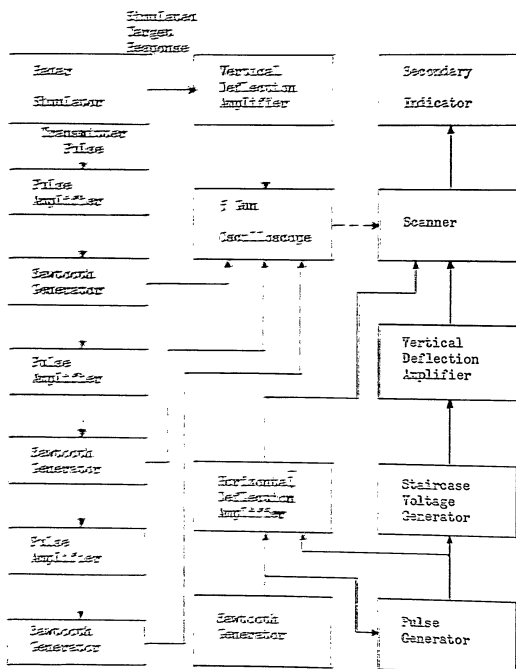 Simulated
Target
Response
Radar
Simulator
Vertical
Deflection
Amplifier
Secondary
Indicator
Transmitter
Pulse
Pulse
Amplifier
5 Gun
Oscilloscope
Scanner
Sawtooth
Generator
Pulse
Amplifier
Vertical
Deflection
Amplifier
Sawtooth
Generator
Horizontal
Deflection
Amplifier
Staircase
Voltage
Generator
Pulse
Amplifier
Sawtooth
Generator
Sawtooth
Generator
Pulse
Generator